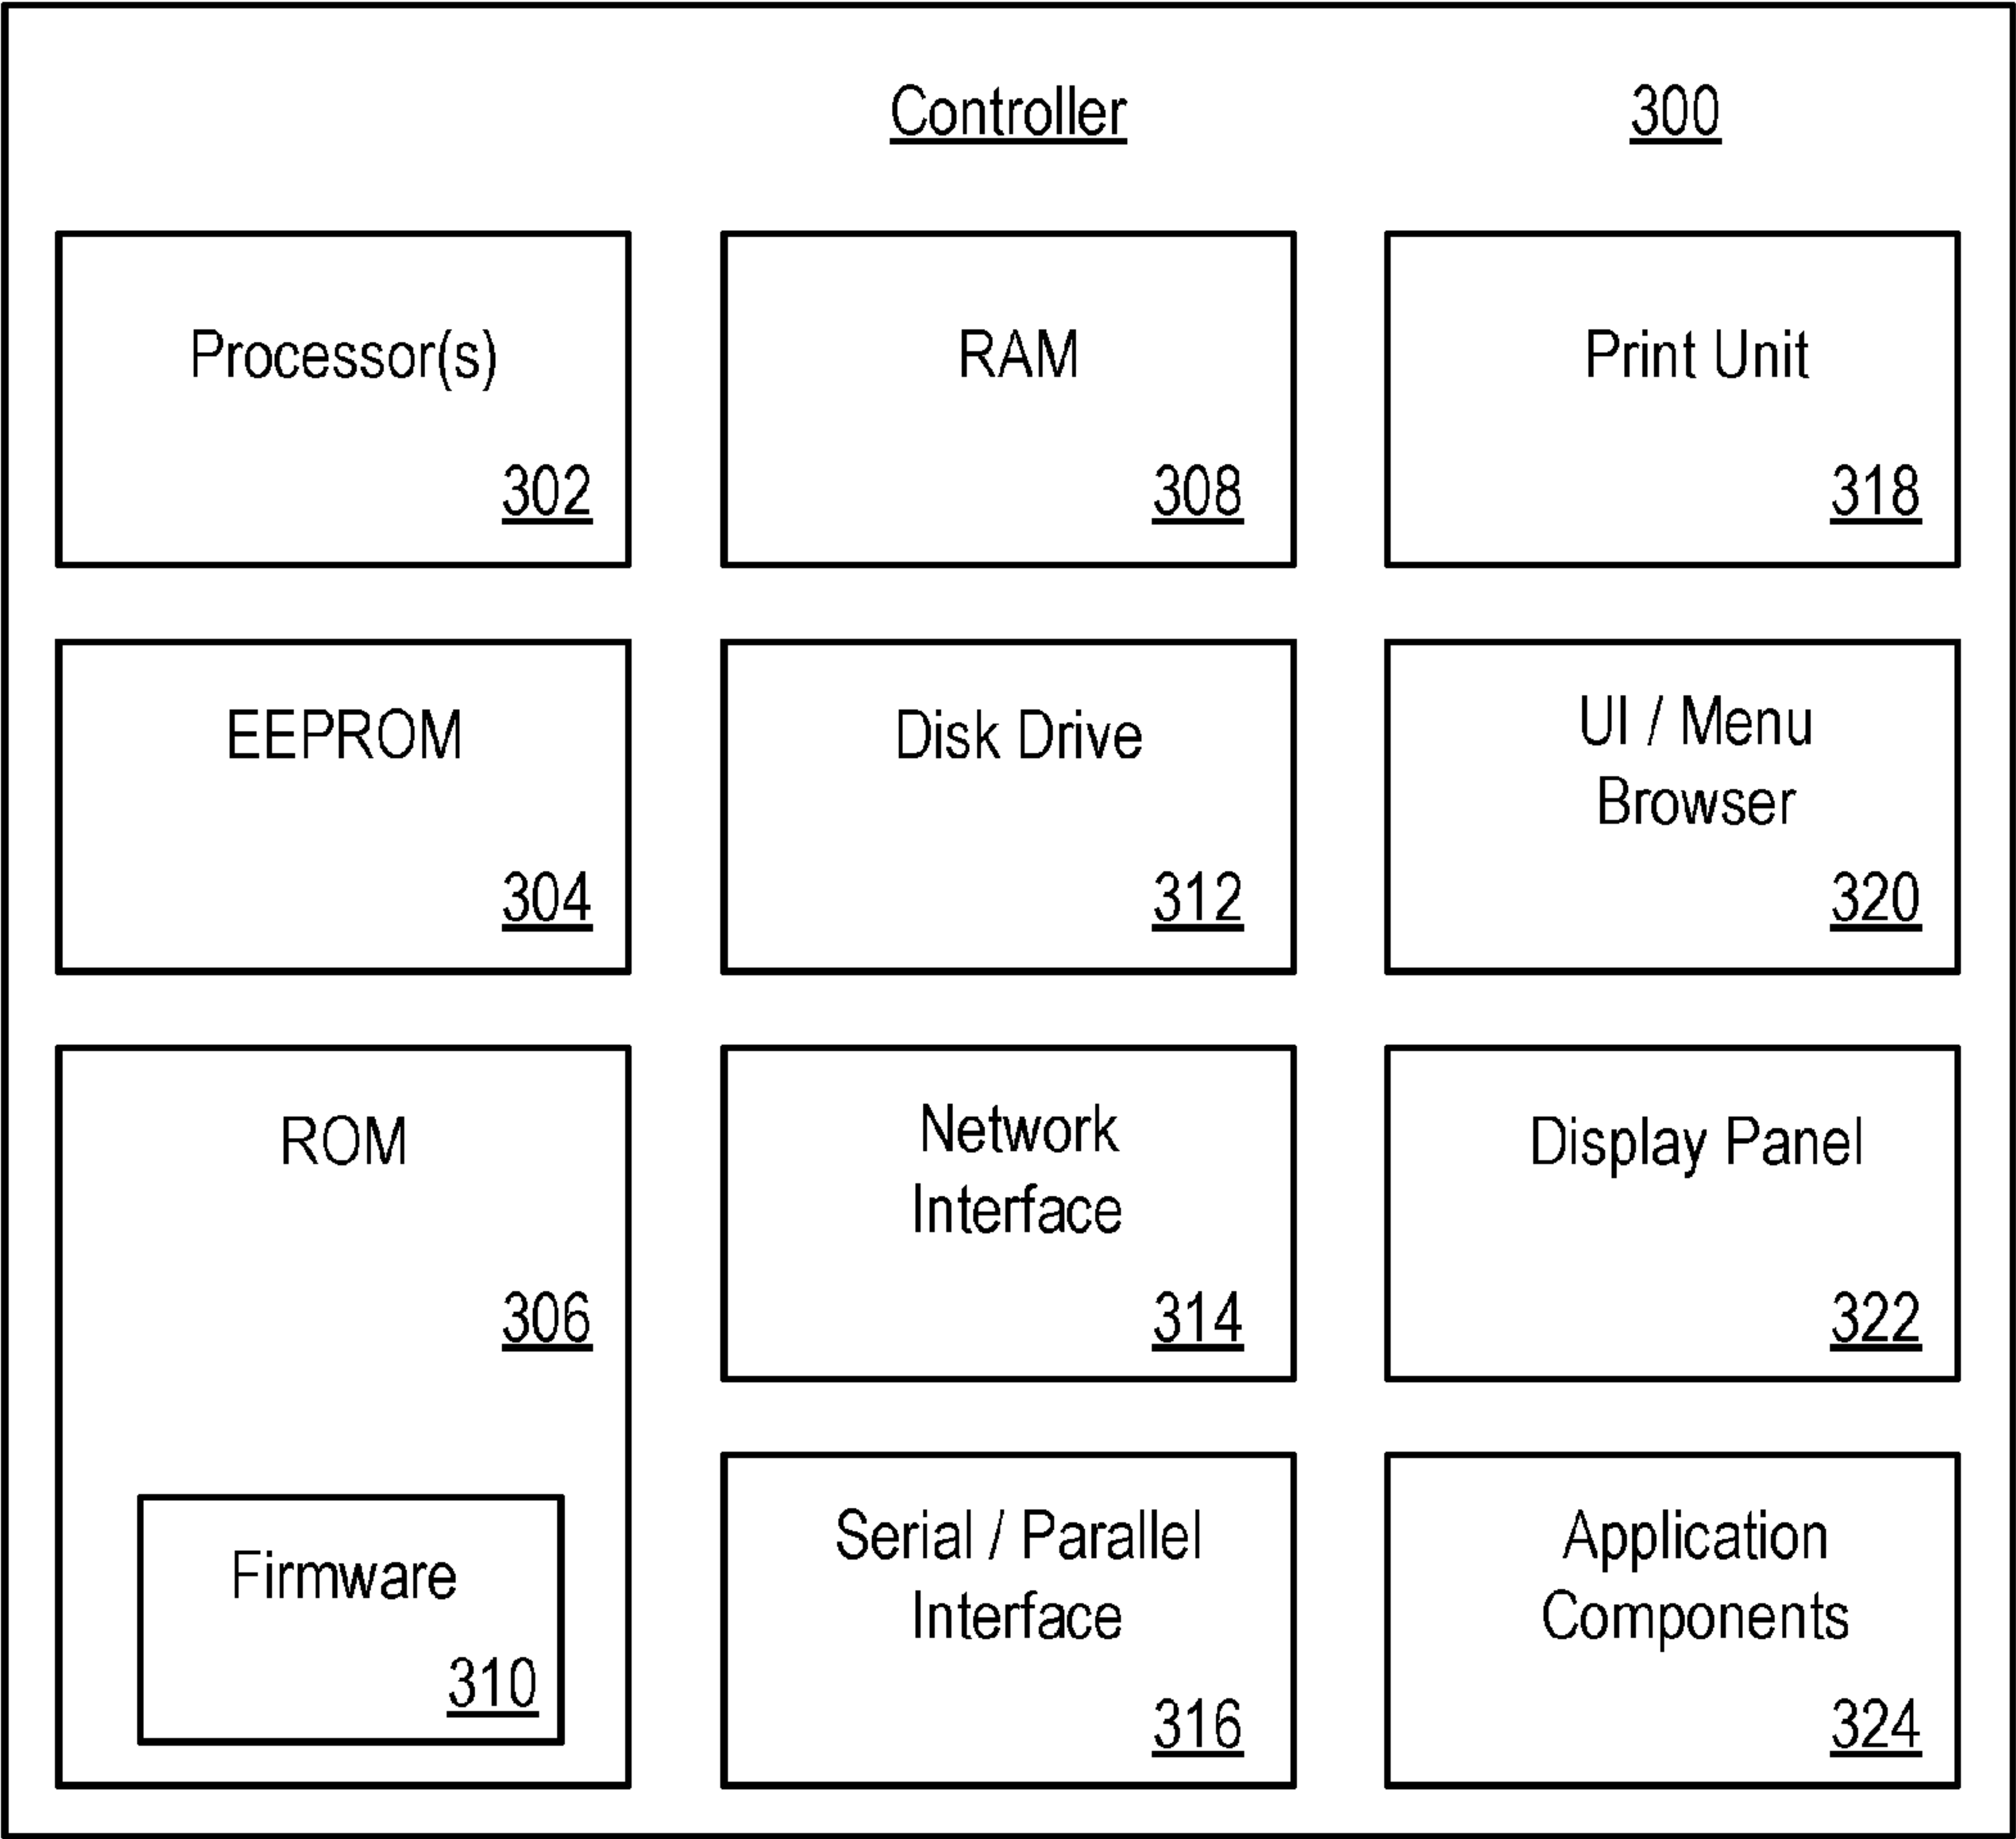 Controller 300
Processor(s)
302
RAM
308
Print Unit
318
EEPROM
304
Disk Drive
312
UI / Menu
Browser
320
ROM
306
Firmware
310
Network
Interface
314
Display Panel
322
Serial / Parallel
Interface
316
Application
Components
324